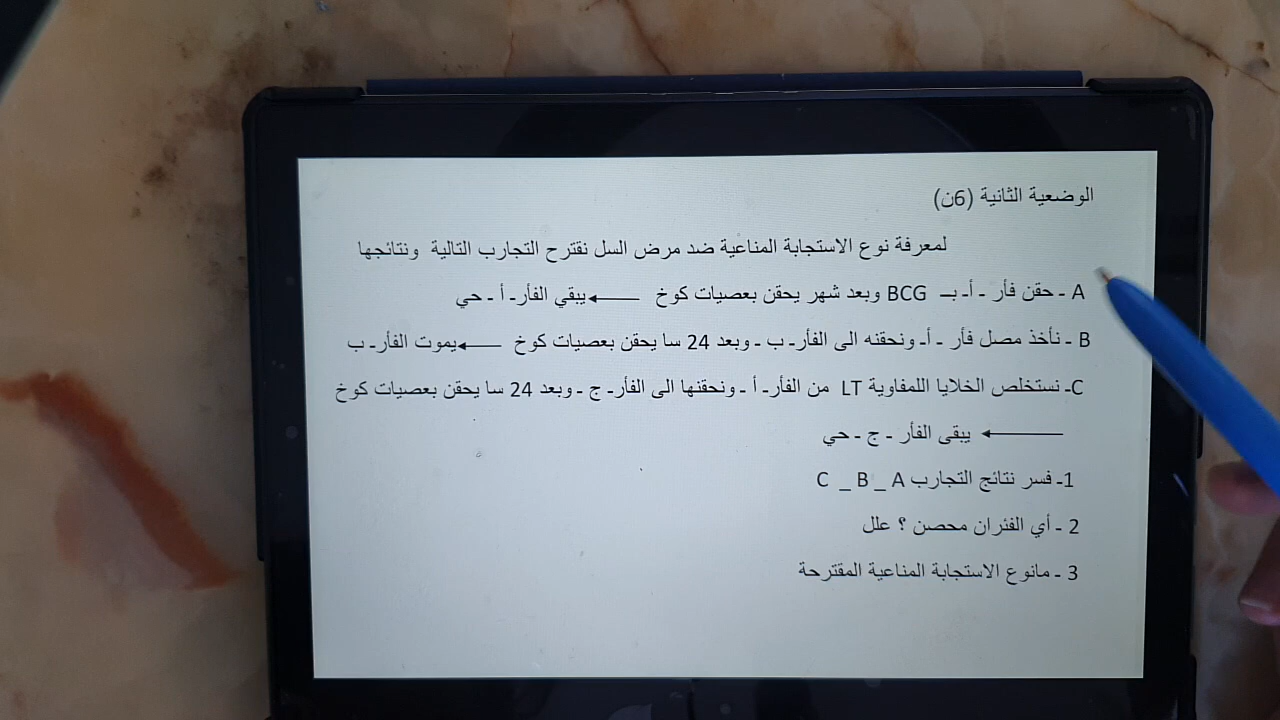 الوضعية الثانية (6ن)
لمعرفة نوع الاستجابة المناعية ضد مرض السل نقترح التجارب التالية ونتائجها
A - حقن فأر - أ- بـ BCG وبعد شهر يحقن بعصيات كوخ ← يبقي الفأر- أ - حي
B - نأخذ مصل فأر - أ- ونحقنه الى الفأر- ب - وبعد 24 سا يحقن بعصيات كوخ ← يموت الفأر- ب
C- نستخلص الخلايا اللمفاوية LT من الفأر- أ - ونحقنها الى الفأر- ج - وبعد 24 سا يحقن بعصيات كوخ
← يبقى الفأر - ج - حي
1- فسر نتائج التجارب C _ B _ A
2 - أي الفئران محصن ؟ علل
3 - مانوع الاستجابة المناعية المقترحة